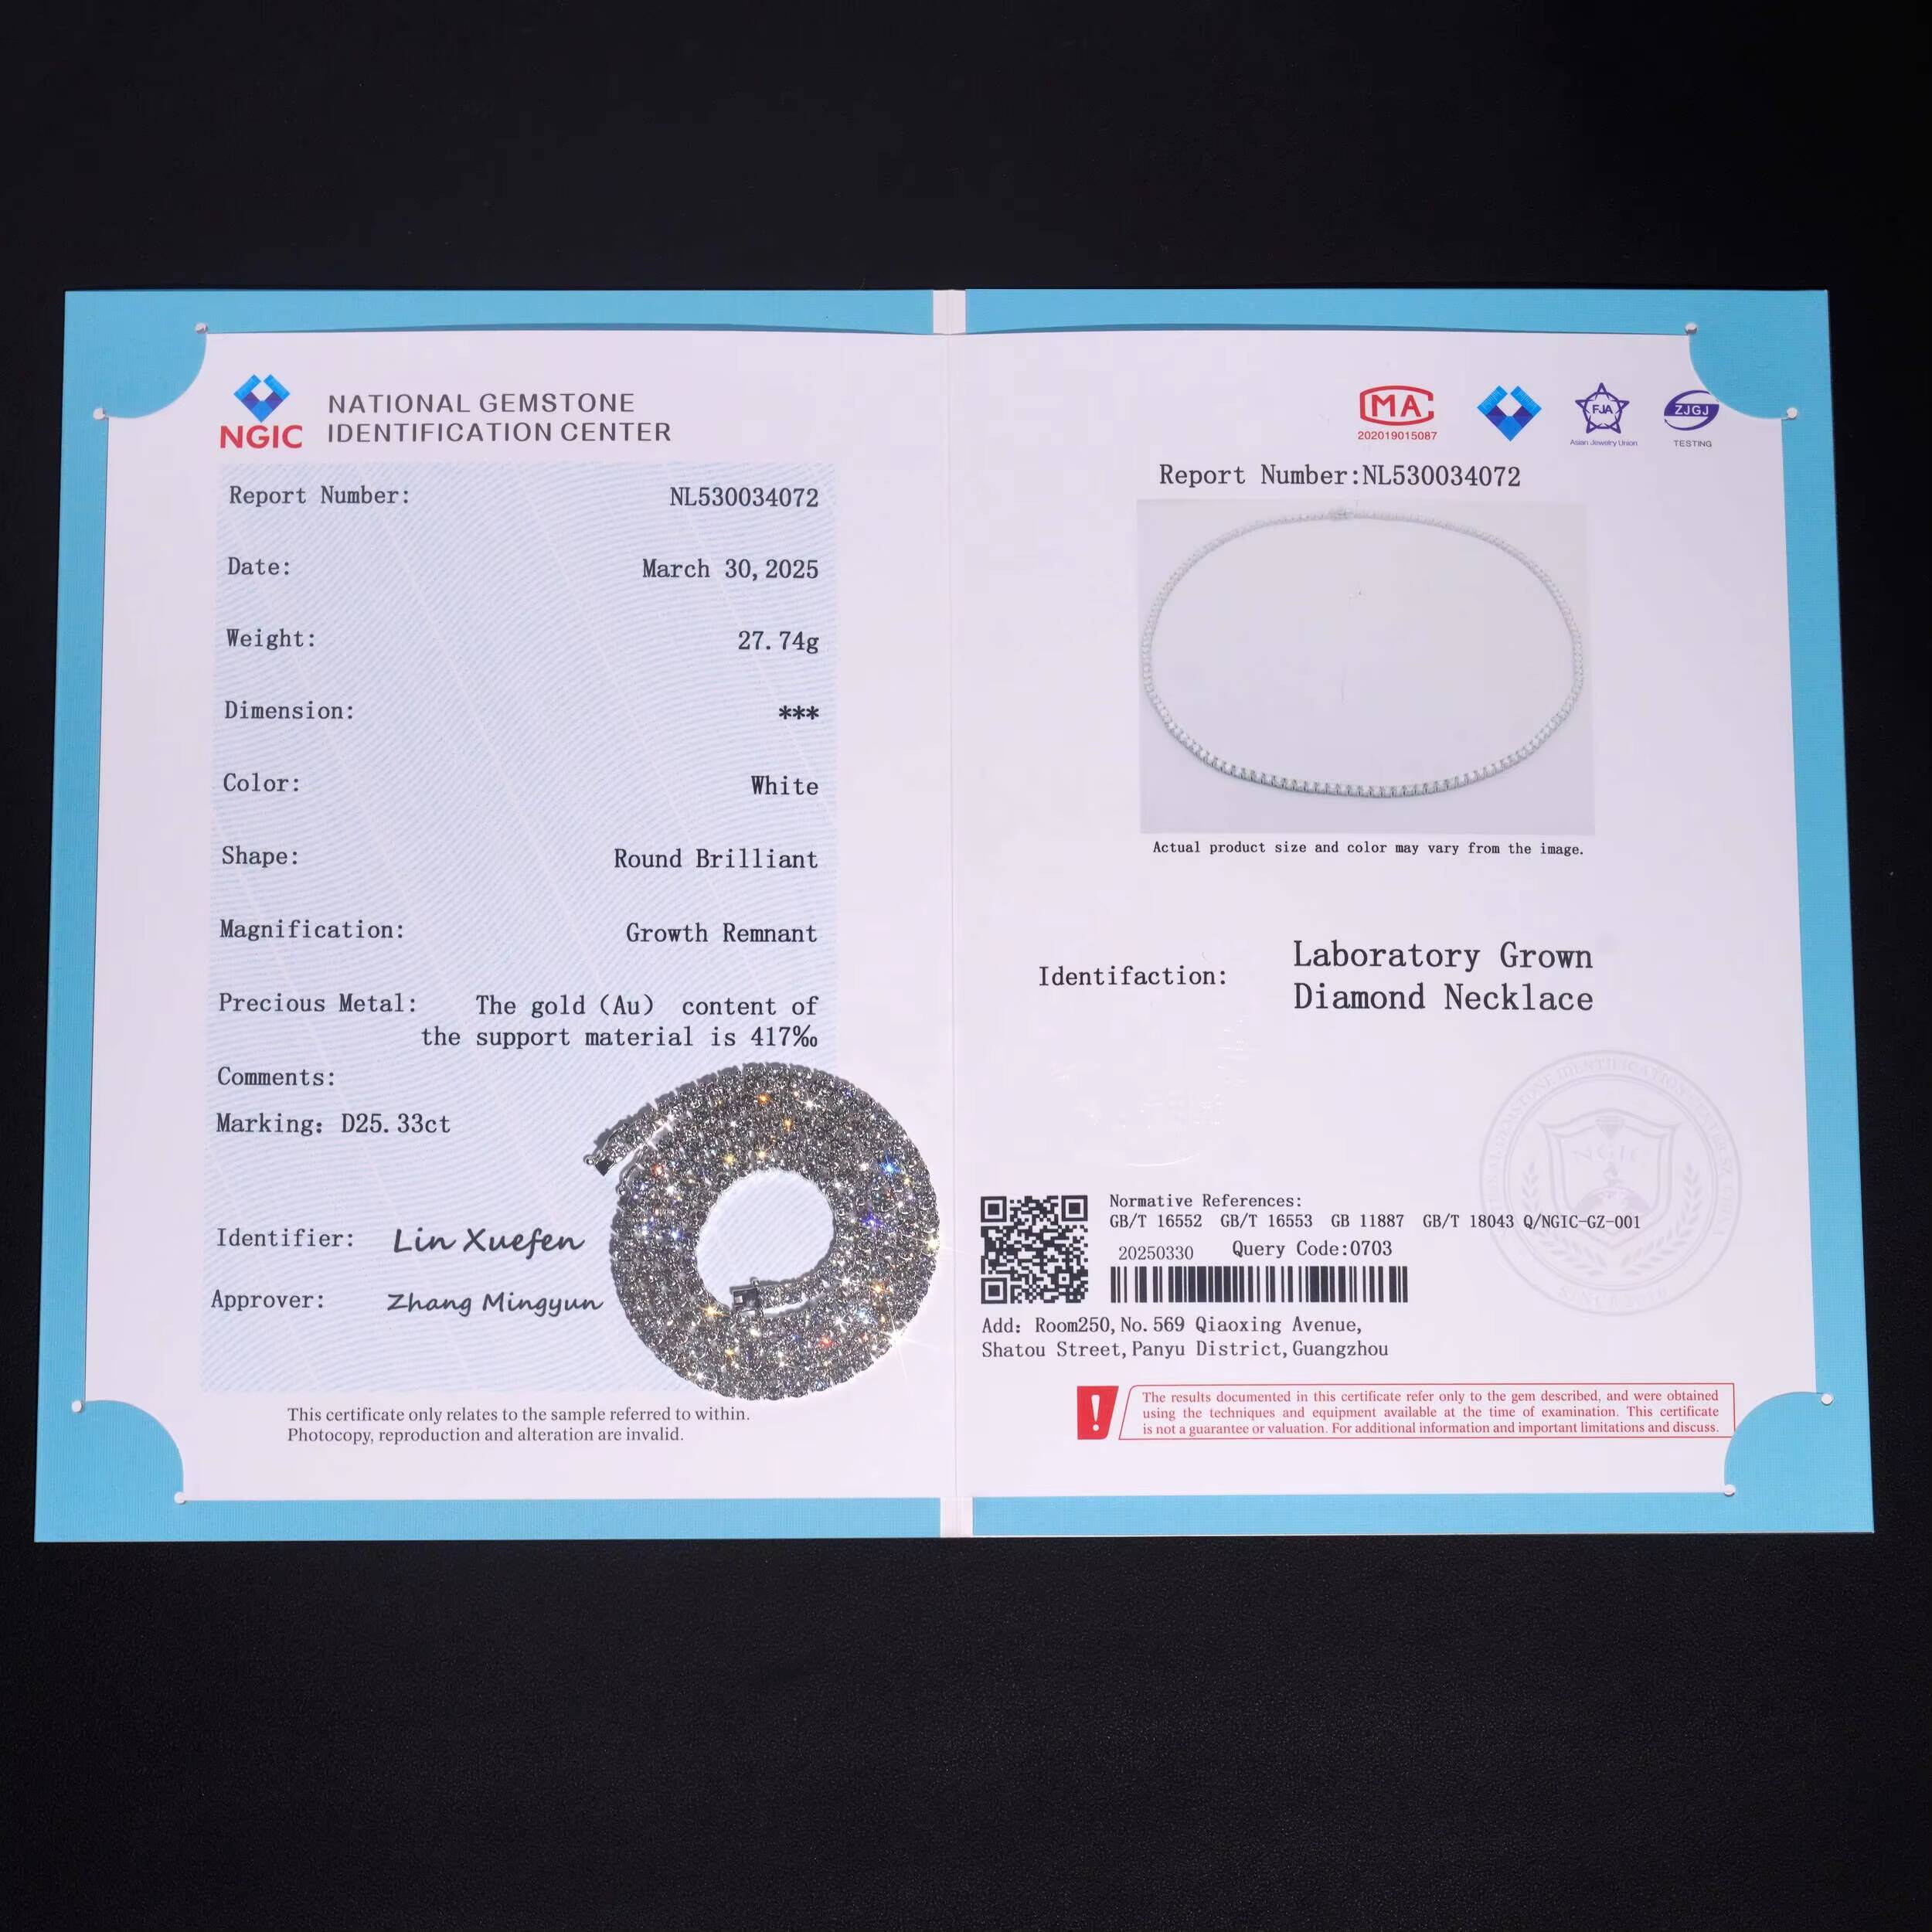 NGIC
NATIONAL GEMSTONE
IDENTIFICATION CENTER
Report Number: NL530034072
Date: March 30,2025
Weight: 27.74g
Dimension: ***
Color: White
Shape: Round Brilliant
Magnification: Growth Remnant
Precious Metal: The gold (Au) content of
the support material is 417‰
Comments:
Marking: D25.33ct
Identifier: Lin Xuefen
Approver: Zhang Mingyun
This certificate only relates to the sample referred to within.
Photocopy, reproduction and alteration are invalid.
MA
202019015087
FJA
Asian Jewelry Union
ZJGJ
TESTING
Report Number:NL530034072
Actual product size and color may vary from the image.
Identifaction: Laboratory Grown
Diamond Necklace
NGIC
Normative References:
GB/T 16552 GB/T 16553 GB 11887 GB/T 18043 Q/NGIC-GZ-001
20250330 Query Code:0703
Add: Room250,No.569 Qiaoxing Avenue,
Shatou Street,Panyu District,Guangzhou
The results documented in this certificate refer only to the gem described, and were obtained
using the techniques and equipment available at the time of examination. This certificate
is not a guarantee or valuation. For additional information and important limitations and discuss.